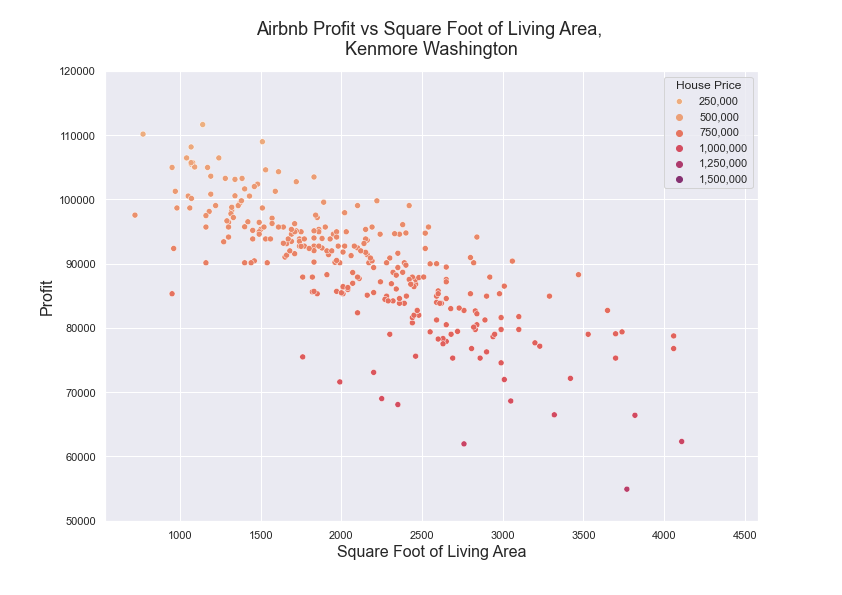 Airbnb Profit vs Square Foot of Living Area,
Kenmore Washington
120000
110000
100000
90000
80000
70000
60000
50000
Profit
House Price
250,000
500,000
750,000
1,000,000
1,250,000
1,500,000
1000 1500 2000 2500 3000 3500 4000 4500
Square Foot of Living Area